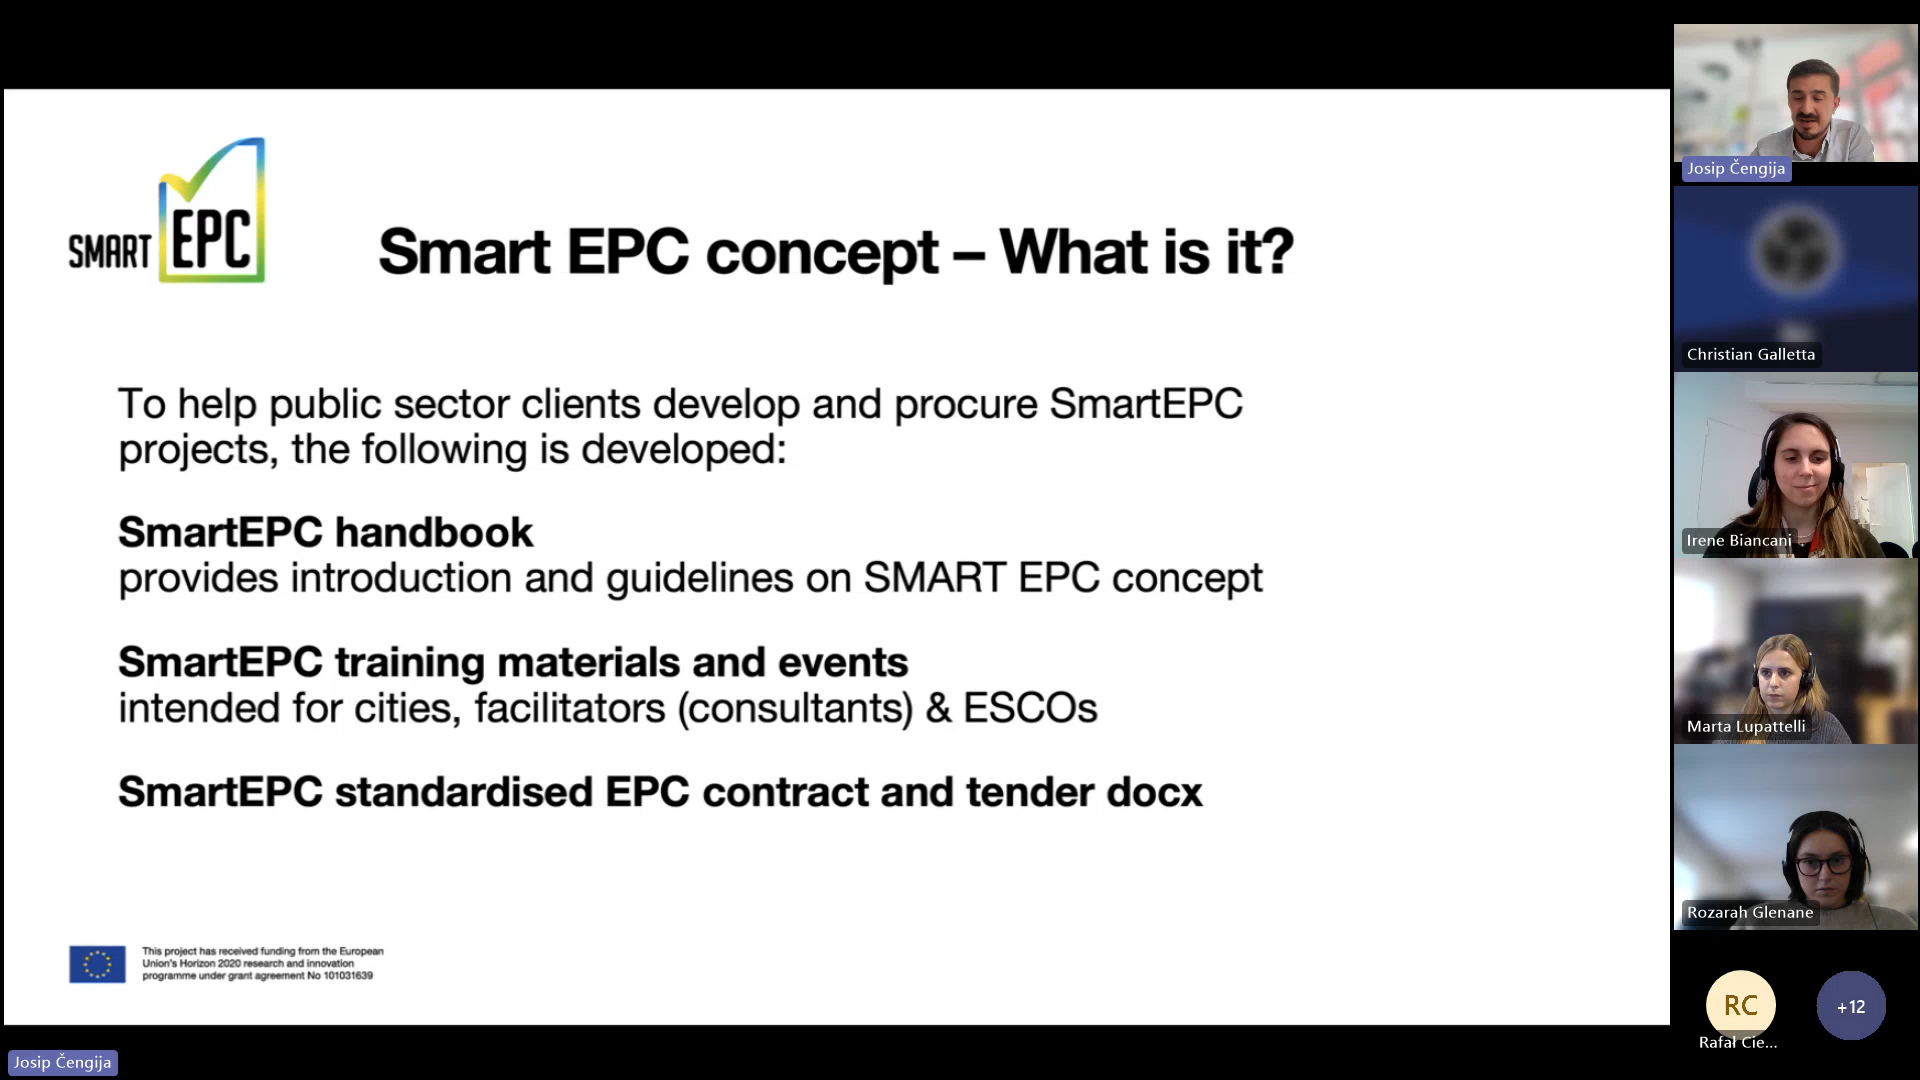 SMART EPC
Smart EPC concept – What is it?
To help public sector clients develop and procure SmartEPC
projects, the following is developed:
SmartEPC handbook
provides introduction and guidelines on SMART EPC concept
SmartEPC training materials and events
intended for cities, facilitators (consultants) & ESCOs
SmartEPC standardised EPC contract and tender docx
This project has received funding from the European
Union's Horizon 2020 research and innovation
programme under grant agreement No 101031639
Josip Čengija
Josip Čengija
Christian Galletta
Irene Biancani
Marta Lupattelli
Rozarah Glenane
RC
Rafał Cie...
+12